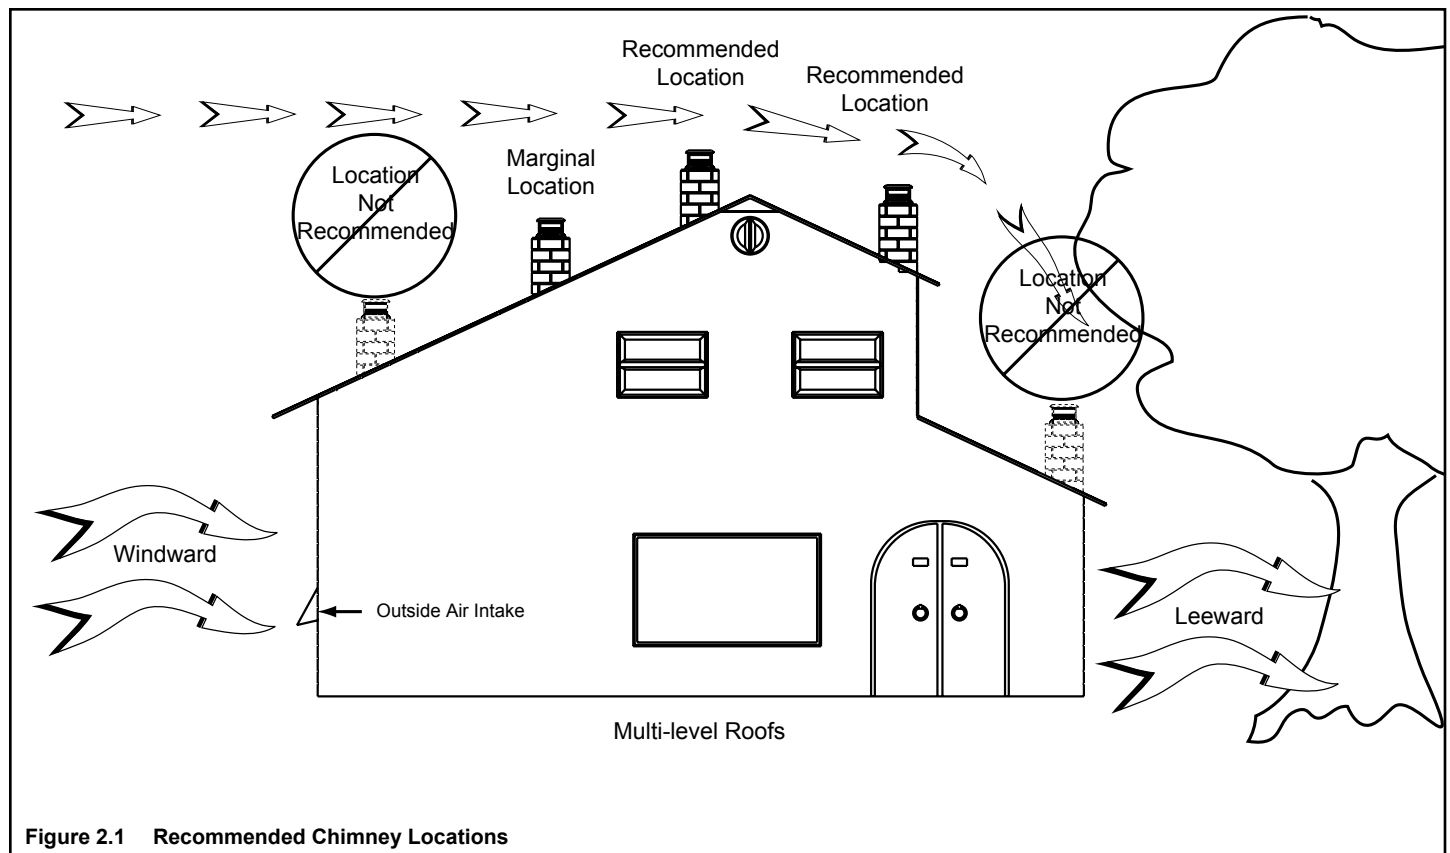 Recommended
Location
Recommended
Location
Marginal
Location
Location
Not
Recommended
Location
Not
Recommended
Windward
Outside Air Intake
Leeward
Multi-level Roofs
Figure 2.1 Recommended Chimney Locations